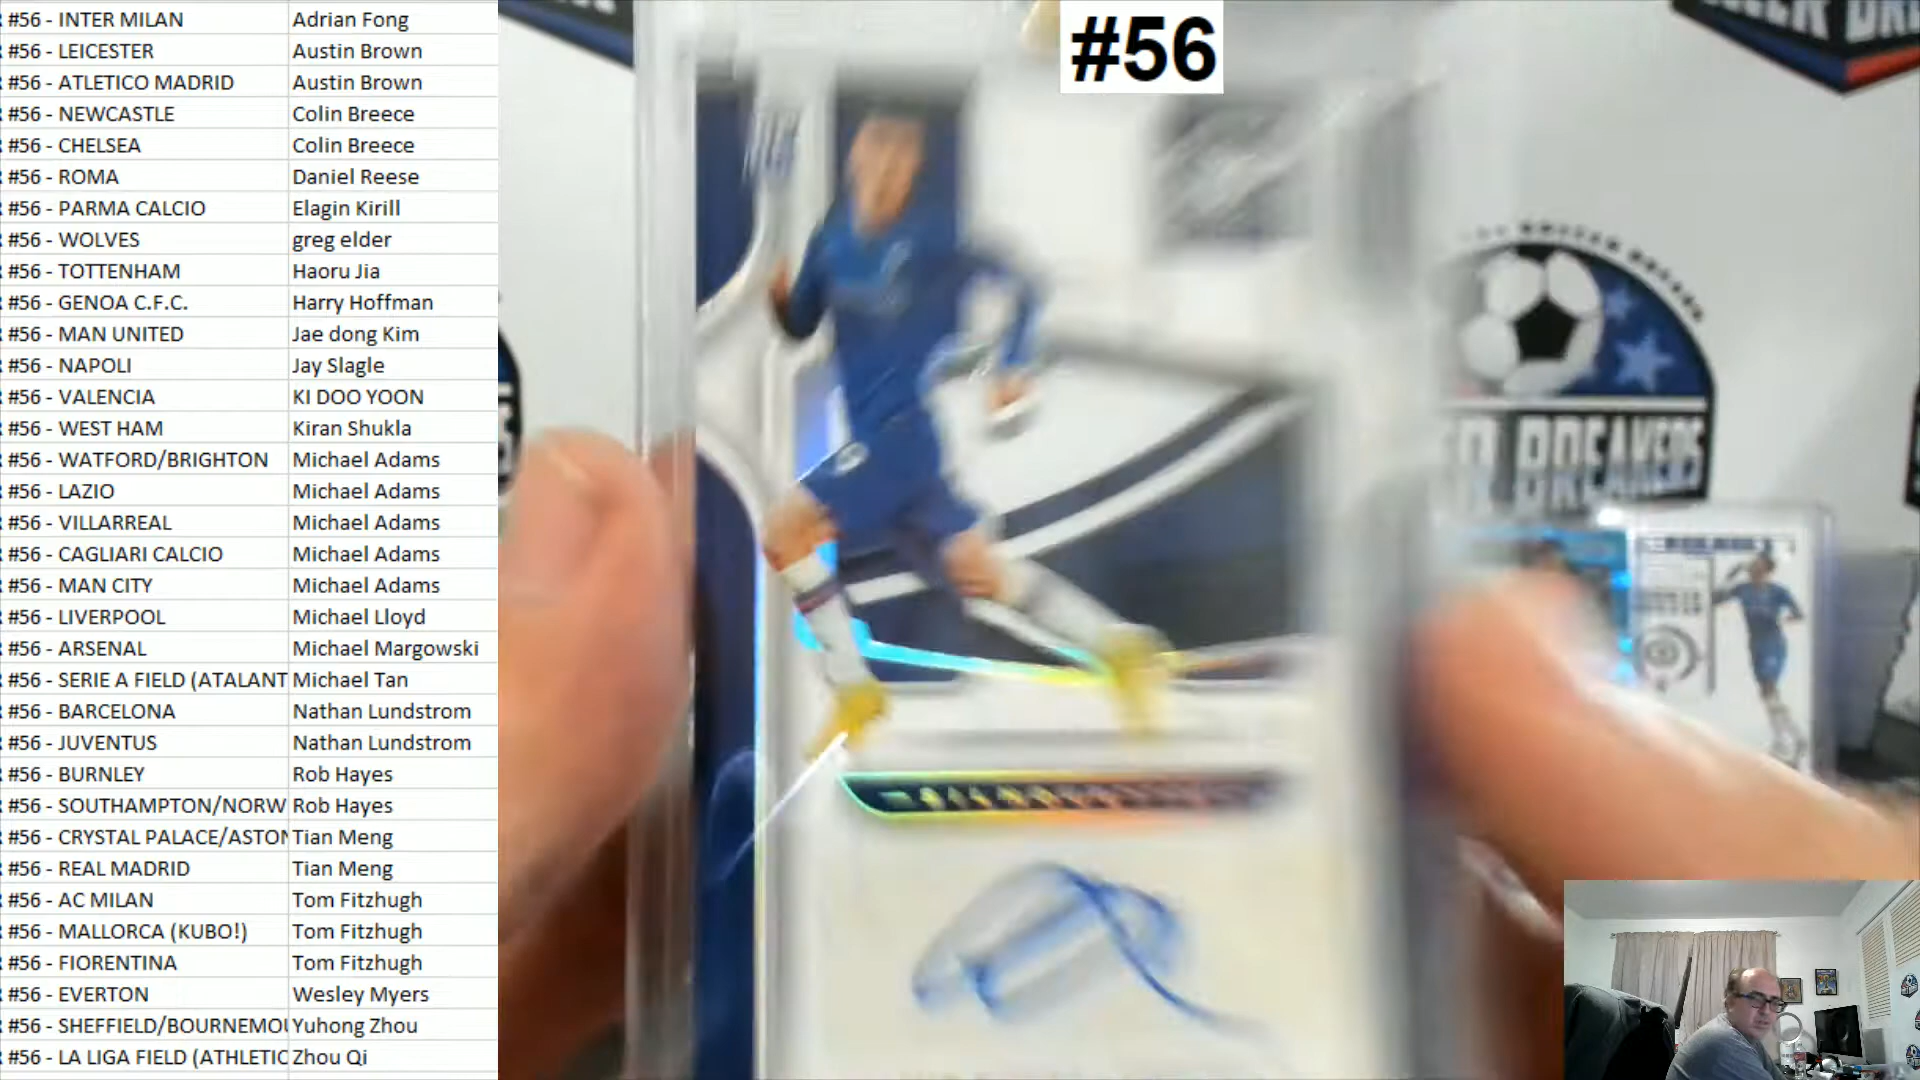 #56 - INTER MILAN Adrian Fong
#56 - LEICESTER Austin Brown
#56 - ATLETICO MADRID Austin Brown
#56 - NEWCASTLE Colin Breece
#56 - CHELSEA Colin Breece
#56 - ROMA Daniel Reese
#56 - PARMA CALCIO Elagin Kirill
#56 - WOLVES greg elder
#56 - TOTTENHAM Haoru Jia
#56 - GENOA C.F.C. Harry Hoffman
#56 - MAN UNITED Jae dong Kim
#56 - NAPOLI Jay Slagle
#56 - VALENCIA KI DOO YOON
#56 - WEST HAM Kiran Shukla
#56 - WATFORD/BRIGHTON Michael Adams
#56 - LAZIO Michael Adams
#56 - VILLARREAL Michael Adams
#56 - CAGLIARI CALCIO Michael Adams
#56 - MAN CITY Michael Adams
#56 - LIVERPOOL Michael Lloyd
#56 - ARSENAL Michael Margowski
#56 - SERIE A FIELD (ATALANT Michael Tan
#56 - BARCELONA Nathan Lundstrom
#56 - JUVENTUS Nathan Lundstrom
#56 - BURNLEY Rob Hayes
#56 - SOUTHAMPTON/NORW Rob Hayes
#56 - CRYSTAL PALACE/ASTON Tian Meng
#56 - REAL MADRID Tian Meng
#56 - AC MILAN Tom Fitzhugh
#56 - MALLORCA (KUBO!) Tom Fitzhugh
#56 - FIORENTINA Tom Fitzhugh
#56 - EVERTON Wesley Myers
#56 - SHEFFIELD/BOURNEMOU Yuhong Zhou
#56 - LA LIGA FIELD (ATHLETIC Zhou Qi
#56
ER BREAKERS